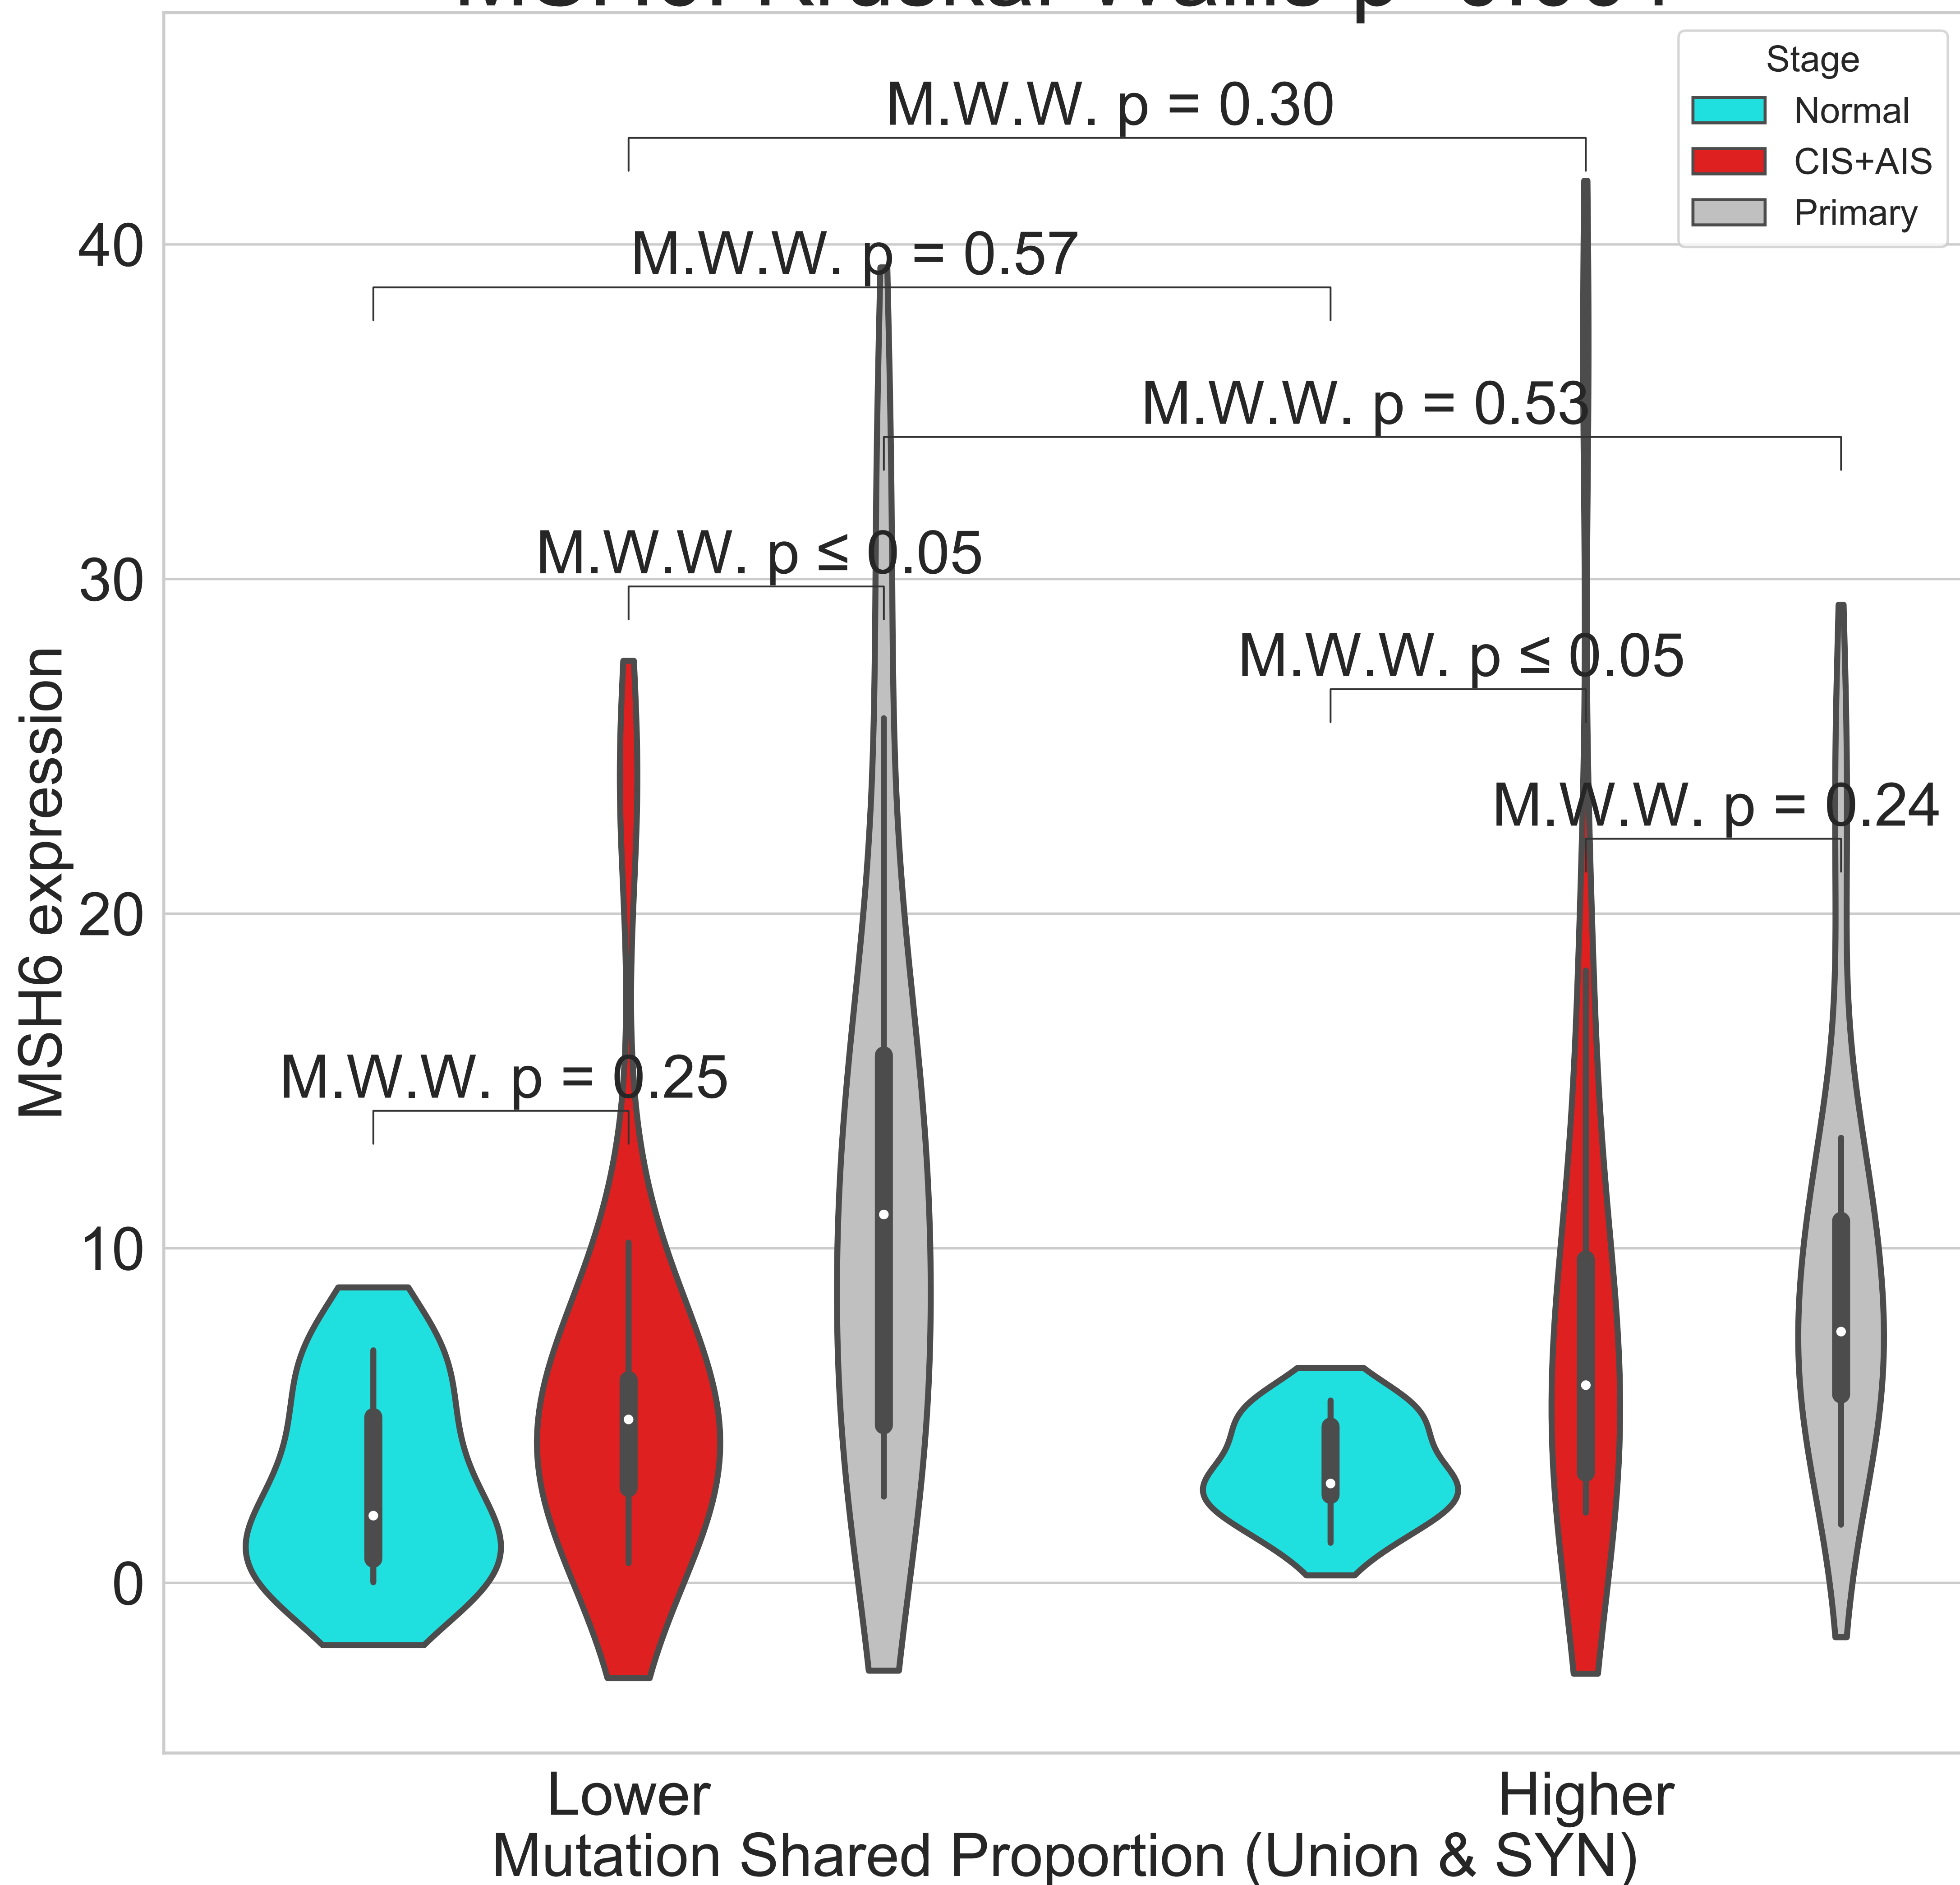 Stage
Normal
CIS+AIS
Primary
M.W.W. p = 0.30
M.W.W. p = 0.57
M.W.W. p = 0.53
M.W.W. p ≤ 0.05
M.W.W. p ≤ 0.05
M.W.W. p = 0.24
M.W.W. p = 0.25
40
30
20
10
0
MSH6 expression
Lower
Higher
Mutation Shared Proportion (Union & SYN)